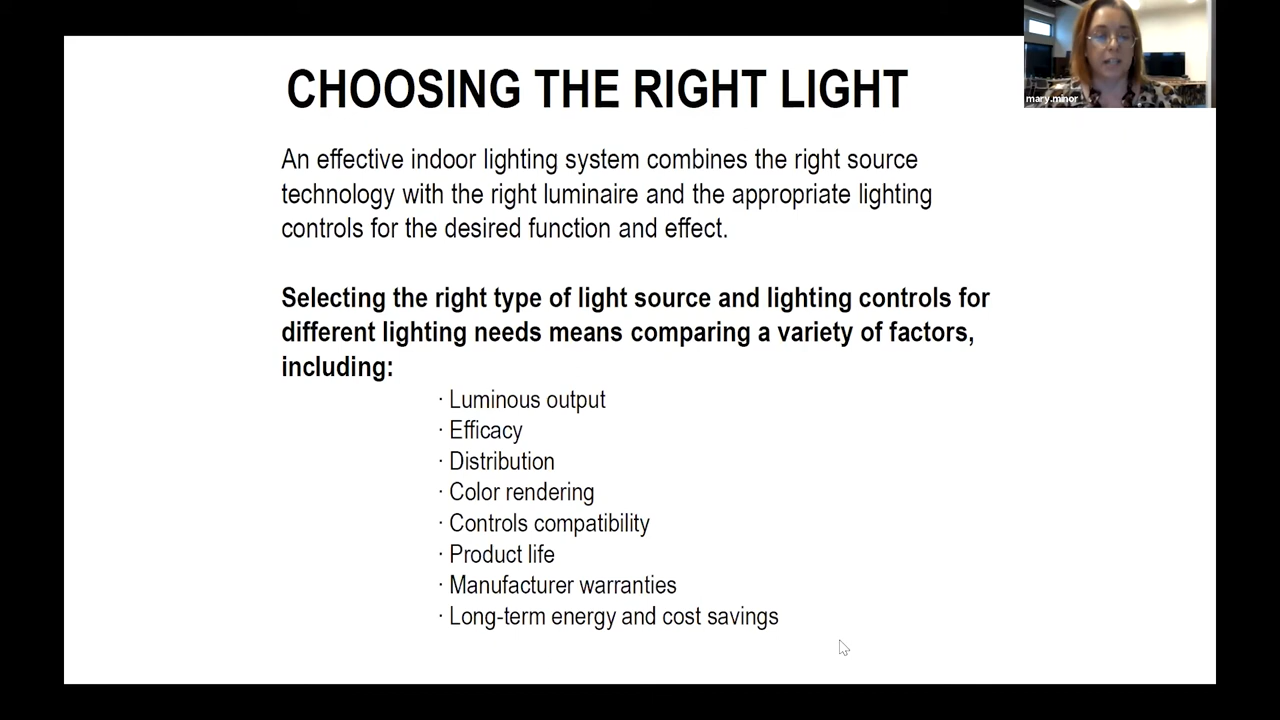 CHOOSING THE RIGHT LIGHT
mary.minor
An effective indoor lighting system combines the right source
technology with the right luminaire and the appropriate lighting
controls for the desired function and effect.
Selecting the right type of light source and lighting controls for
different lighting needs means comparing a variety of factors,
including:
· Luminous output
· Efficacy
· Distribution
· Color rendering
· Controls compatibility
· Product life
· Manufacturer warranties
· Long-term energy and cost savings